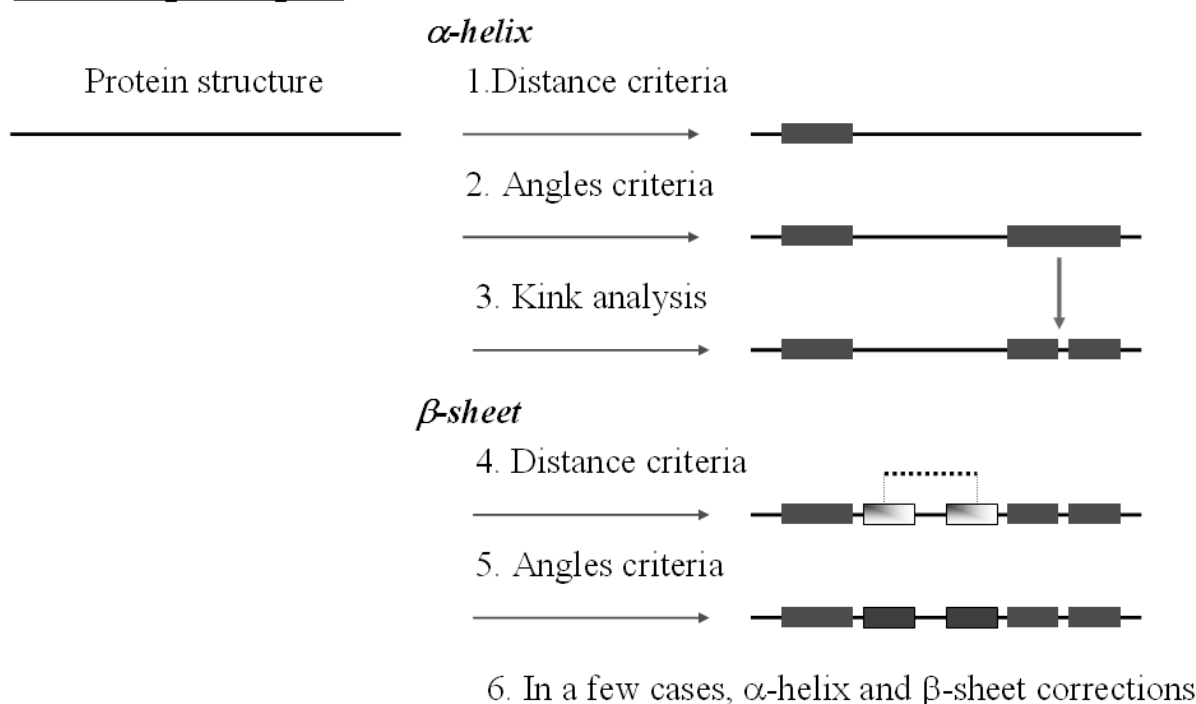 α-helix
Protein structure
1.Distance criteria
2. Angles criteria
3. Kink analysis
β-sheet
4. Distance criteria
5. Angles criteria
6. In a few cases, α-helix and β-sheet corrections